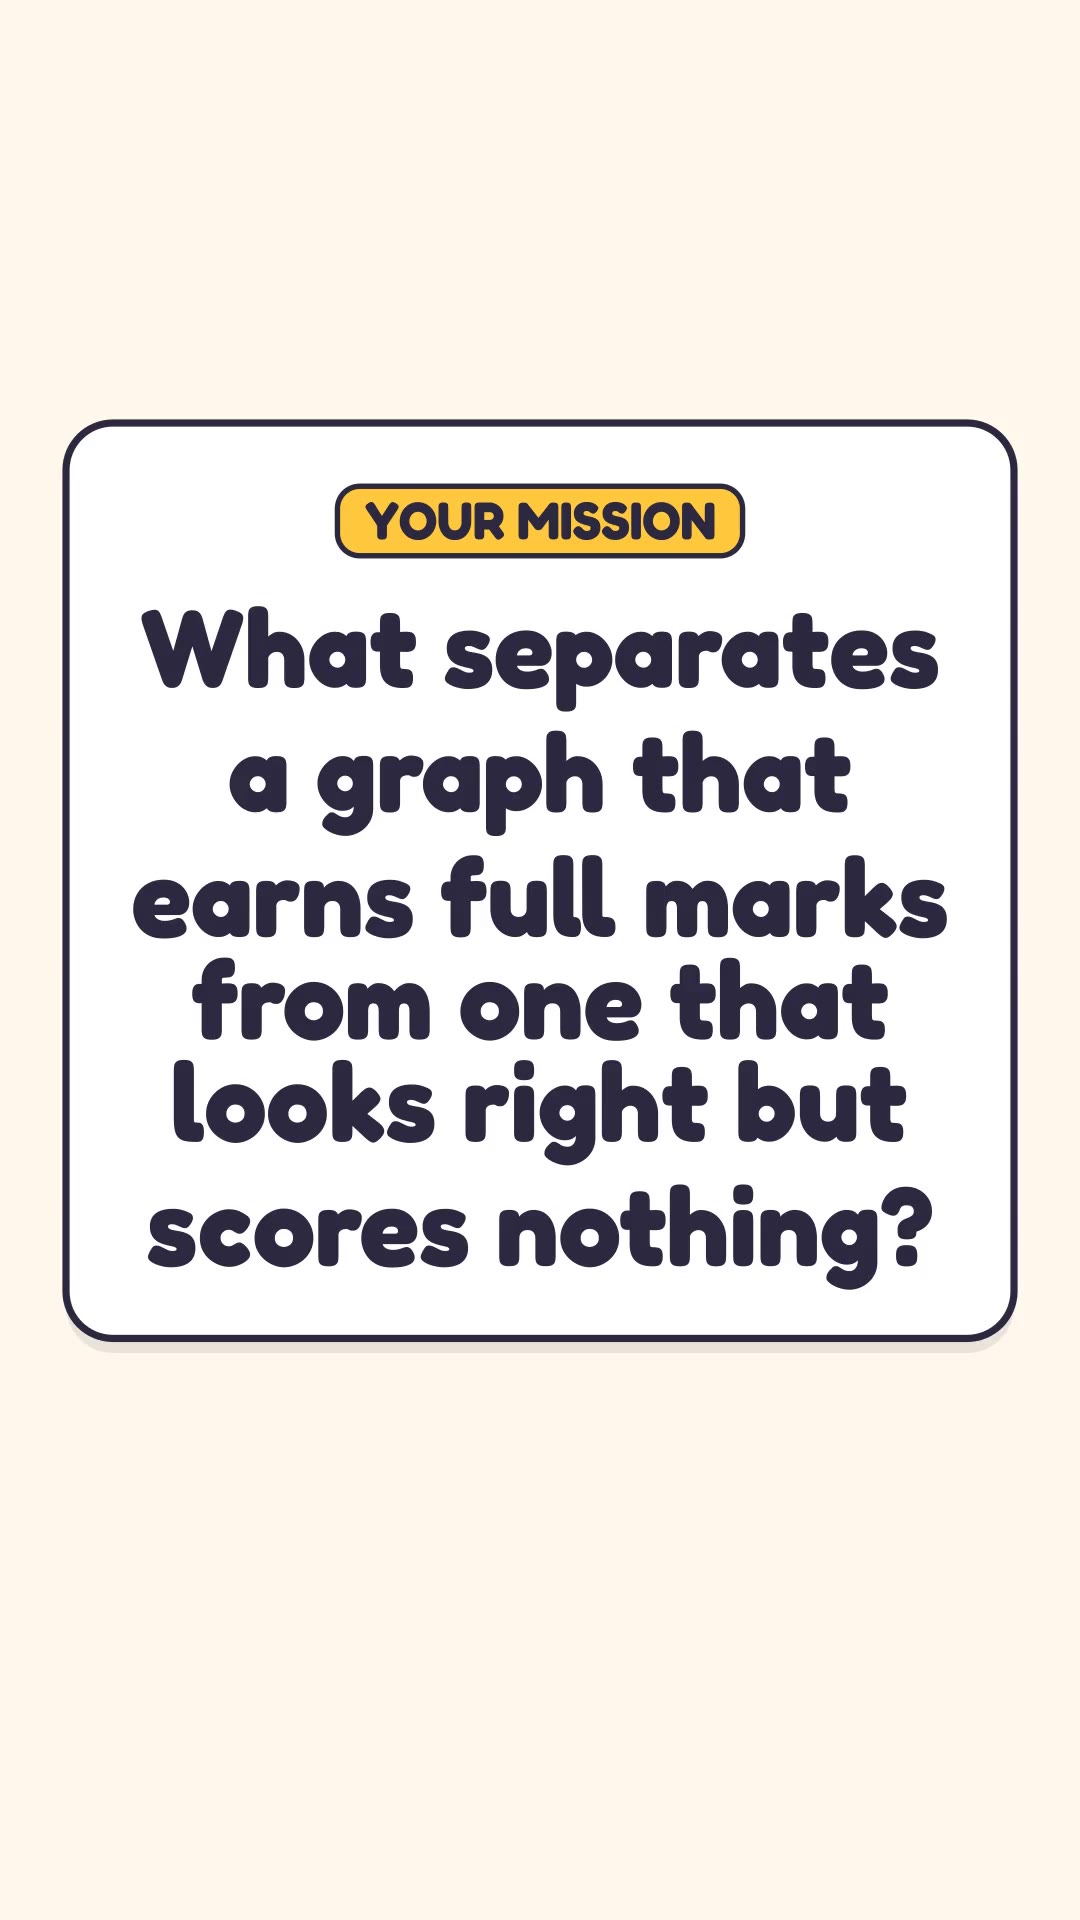 YOUR MISSION
What separates
a graph that
earns full marks
from one that
looks right but
scores nothing?